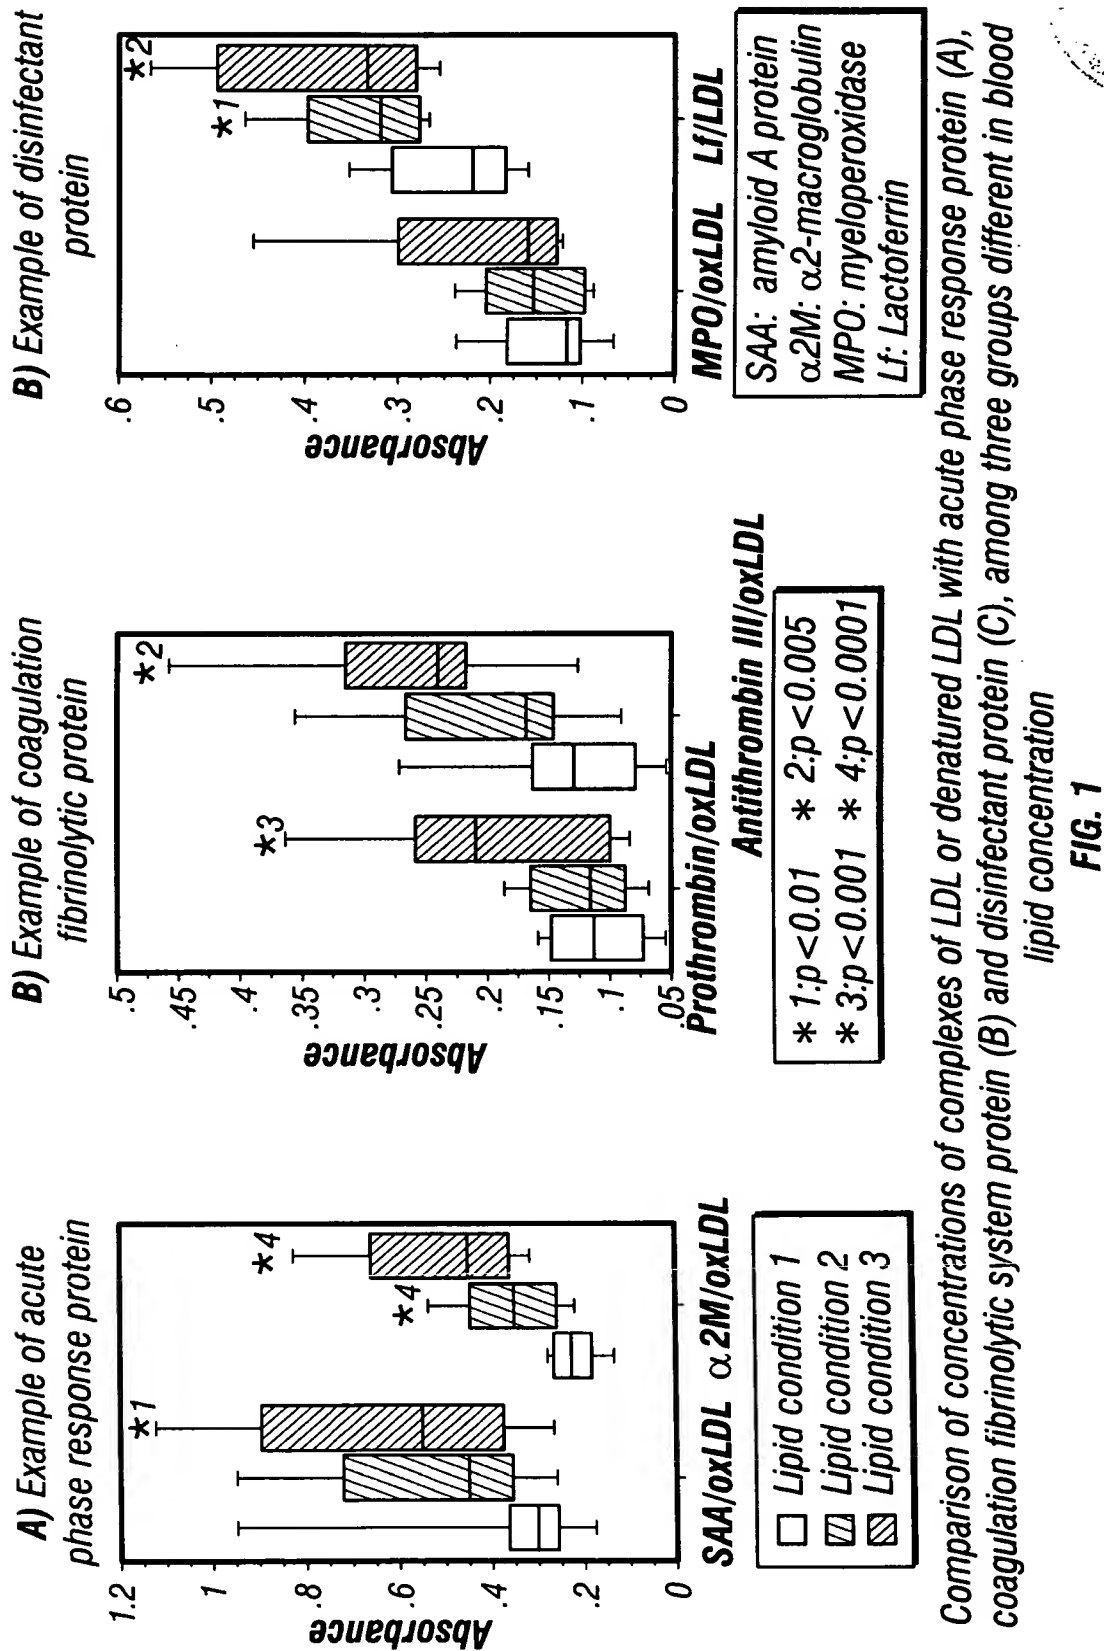 A) Example of acute
phase response protein
Absorbance
1.2
1
.8
.6
.4
.2
0
*1
*4
*4
SAA/oxLDL α2M/oxLDL
Lipid condition 1
Lipid condition 2
Lipid condition 3
B) Example of coagulation
fibrinolytic protein
Absorbance
.5
.45
.35
.25
.2
.15
.1
.05
*3
*2
Prothrombin/oxLDL
Antithrombin III/oxLDL
*1:p<0.01 *2:p<0.005
*3:p<0.001 *4:p<0.0001
B) Example of disinfectant
protein
Absorbance
.6
.5
.4
.3
.2
.1
0
*1
*2
MPO/oxLDL Lf/LDL
SAA: amyloid A protein
α2M: α2-macroglobulin
MPO: myeloperoxidase
Lf: Lactoferrin
Comparison of concentrations of complexes of LDL or denatured LDL with acute phase response protein (A),
coagulation fibrinolytic system protein (B) and disinfectant protein (C), among three groups different in blood
lipid concentration
FIG. 1